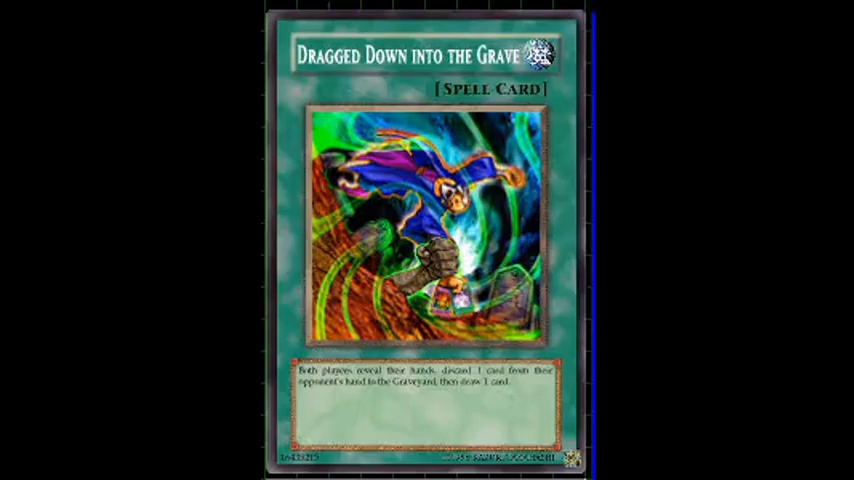 DRAGGED DOWN INTO THE GRAVE
[SPELL CARD]
Both players reveal their hands, discard 1 card from their
opponent's hand to the Graveyard, then draw 1 card.
16435215